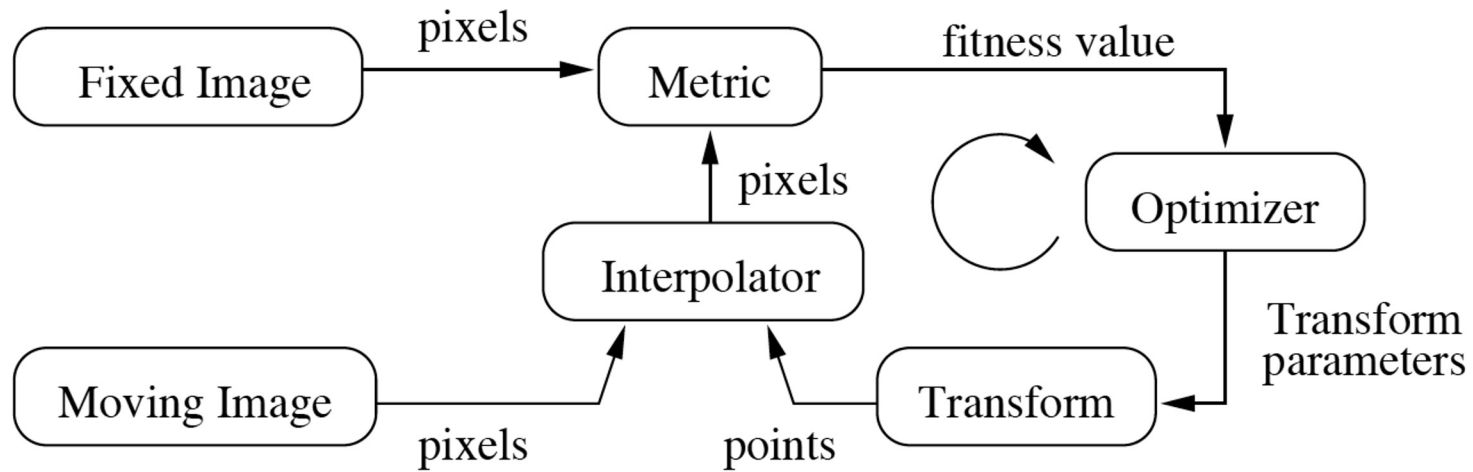 pixels
fitness value
Fixed Image
Metric
pixels
Optimizer
Interpolator
Transform
parameters
Moving Image
Transform
pixels
points